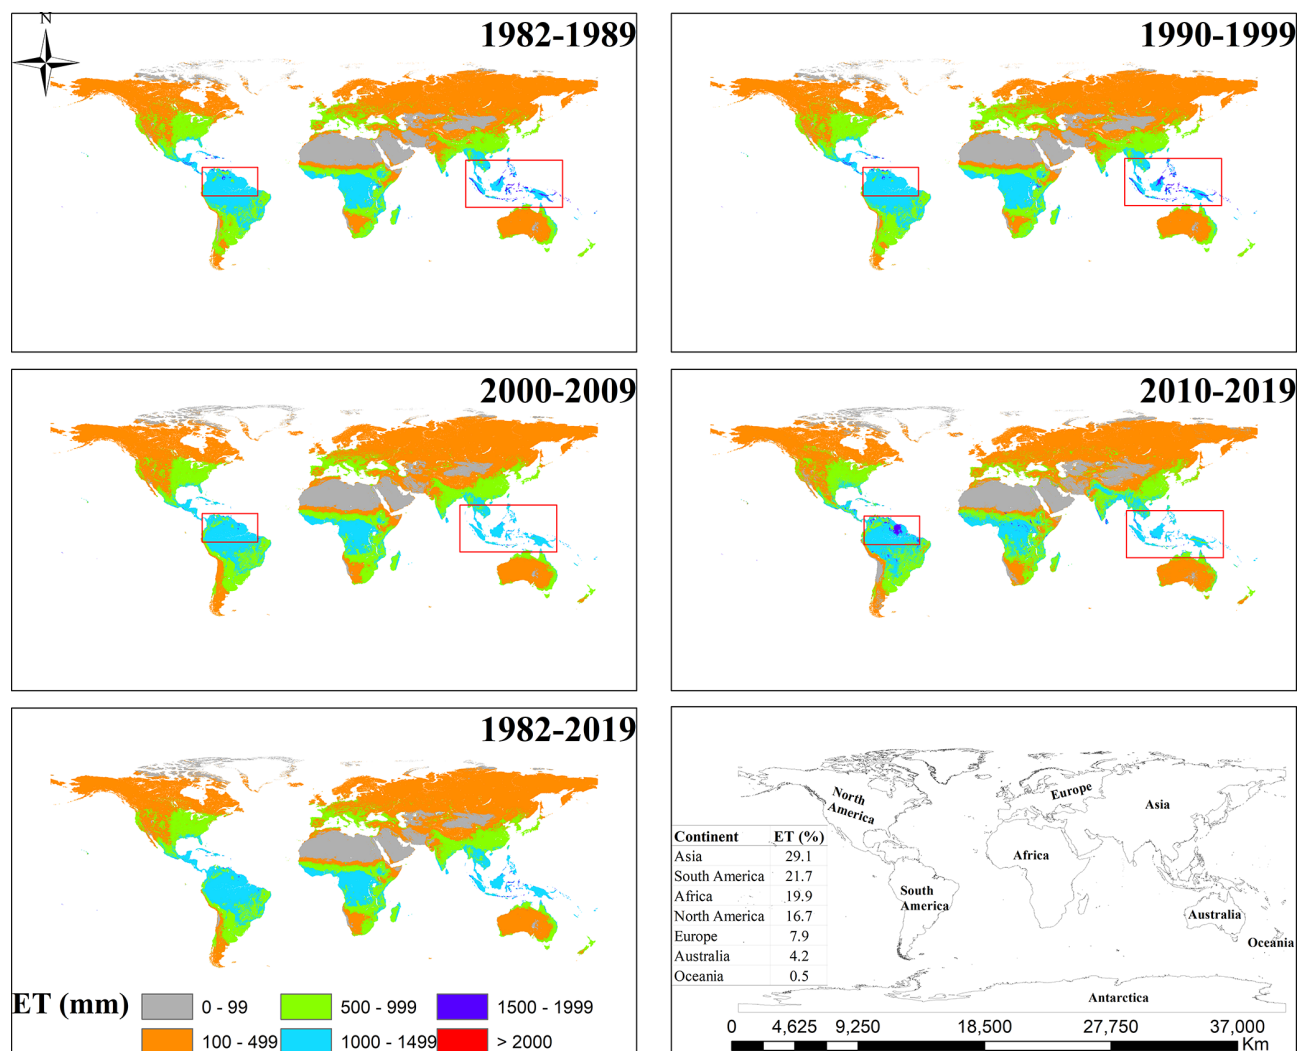 N
1982-1989
1990-1999
2000-2009
2010-2019
1982-2019
ET (mm)
0 - 99
500 - 999
1500 - 1999
100 - 499
1000 - 1499
> 2000
North
America
Europe
Asia
Africa
South
America
Australia
Oceania
Antarctica
Continent ET (%)
Asia 29.1
South America 21.7
Africa 19.9
North America 16.7
Europe 7.9
Australia 4.2
Oceania 0.5
0 4,625 9,250 18,500 27,750 37,000
Km